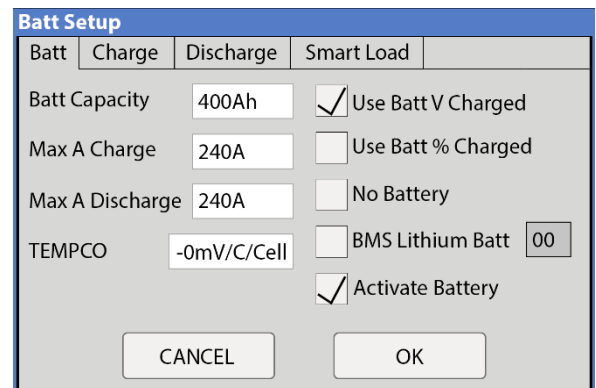 Batt Setup
Batt Charge Discharge Smart Load
Batt Capacity 400Ah Use Batt V Charged
Max A Charge 240A Use Batt % Charged
Max A Discharge 240A No Battery
TEMPCO -0mV/C/Cell BMS Lithium Batt 00
Activate Battery
CANCEL OK